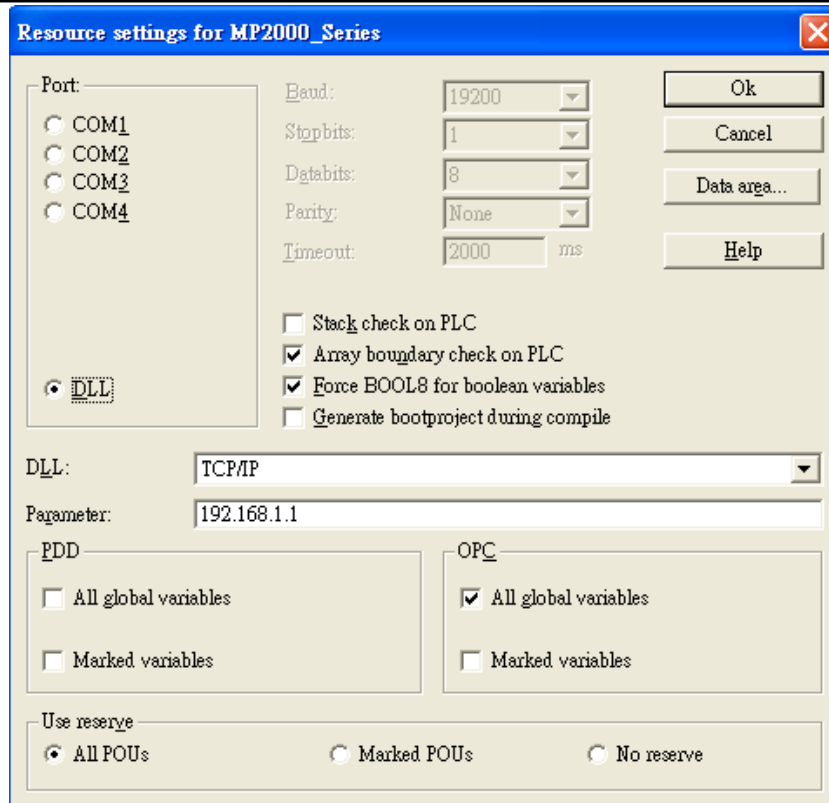 Resource settings for MP2000_Series
Port:
COM1
COM2
COM3
COM4
DLL
Baud: 19200
Stopbits: 1
Databits: 8
Parity: None
Timeout: 2000 ms
Ok
Cancel
Data area...
Help
Stack check on PLC
Array boundary check on PLC
Force BOOL8 for boolean variables
Generate bootproject during compile
DLL: TCP/IP
Parameter: 192.168.1.1
PDD
All global variables
Marked variables
OPC
All global variables
Marked variables
Use reserve
All POUs Marked POUs No reserve